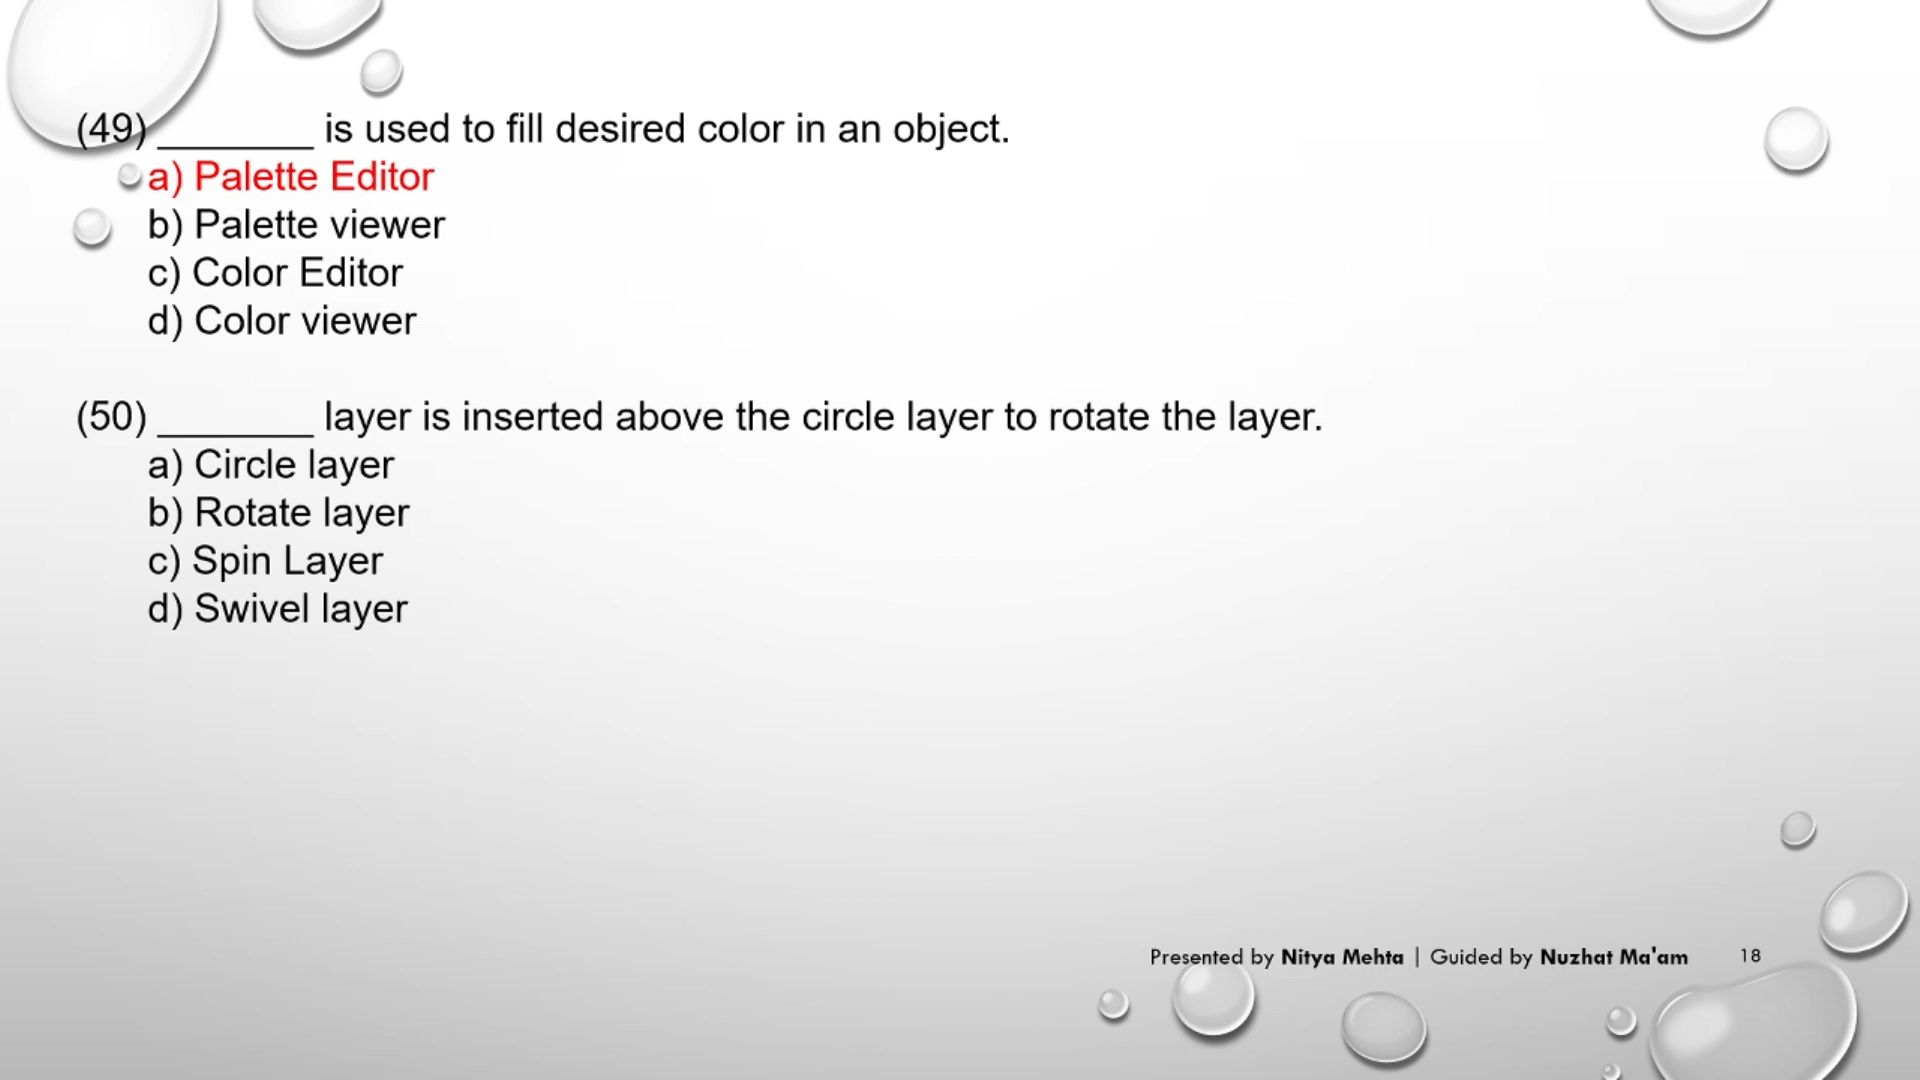 (49) _______ is used to fill desired color in an object.
a) Palette Editor
b) Palette viewer
c) Color Editor
d) Color viewer
(50) _______ layer is inserted above the circle layer to rotate the layer.
a) Circle layer
b) Rotate layer
c) Spin Layer
d) Swivel layer
Presented by Nitya Mehta | Guided by Nuzhat Ma'am 18